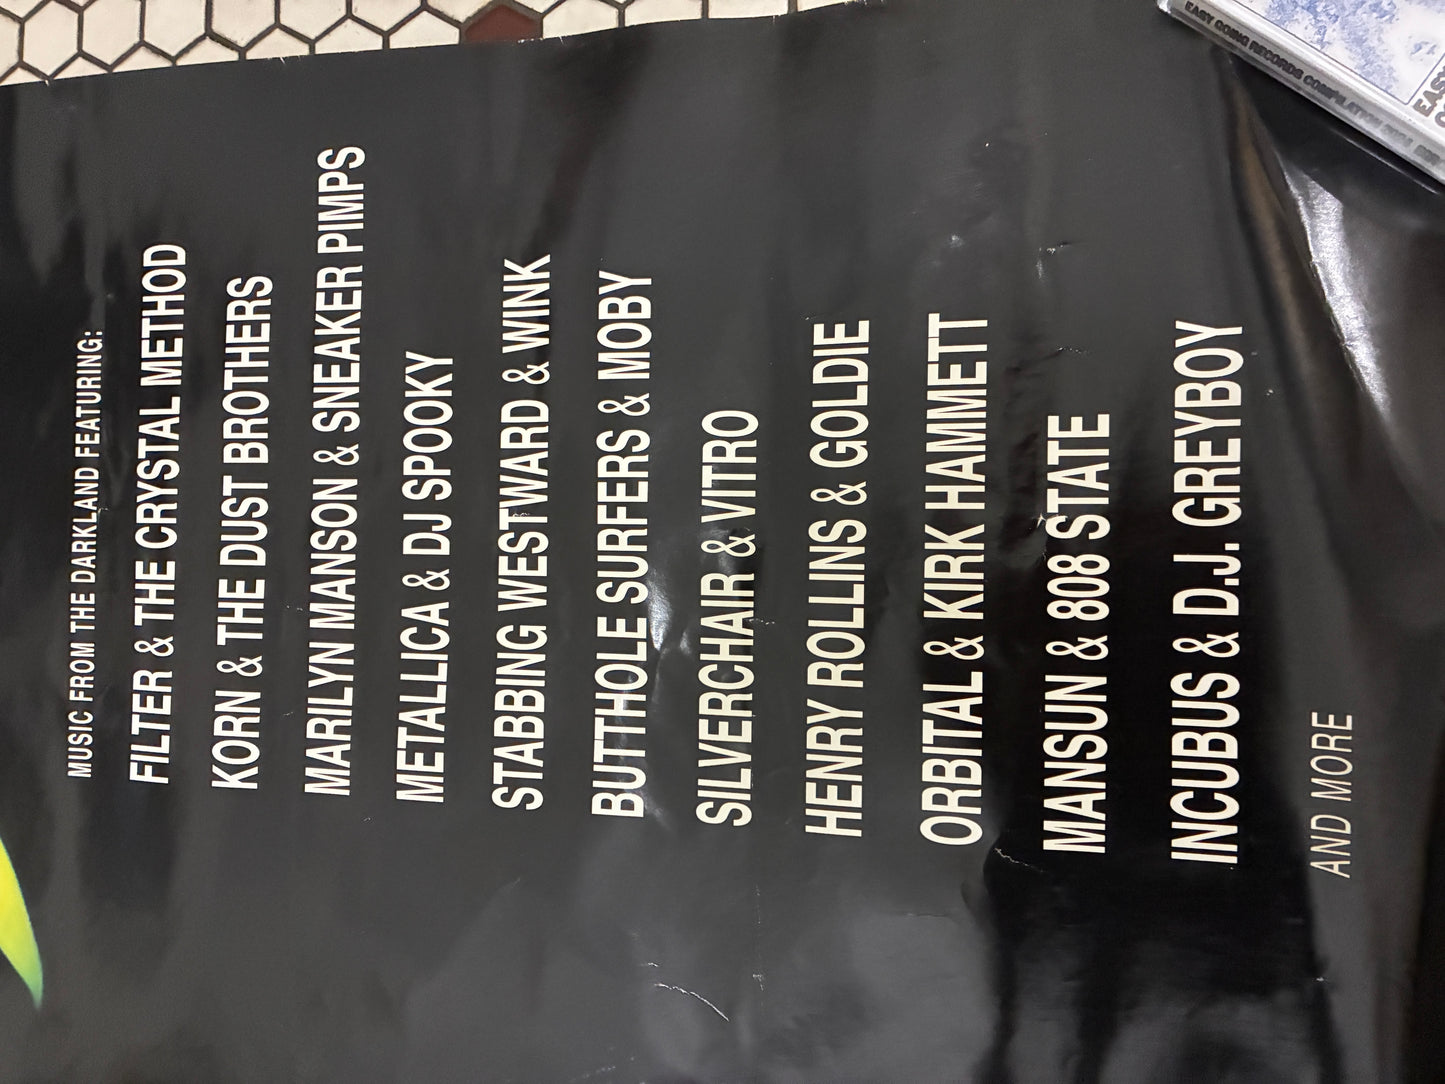 MUSIC FROM THE DARKLAND FEATURING:
FILTER & THE CRYSTAL METHOD
KORN & THE DUST BROTHERS
MARILYN MANSON & SNEAKER PIMPS
METALLICA & DJ SPOOKY
STABBING WESTWARD & WINK
BUTTHOLE SURFERS & MOBY
SILVERCHAIR & VITRO
HENRY ROLLINS & GOLDIE
ORBITAL & KIRK HAMMETT
MANSUN & 808 STATE
INCUBUS & D.J. GREYBOY
AND MORE
EASY GOING RECORDS COMPILATION